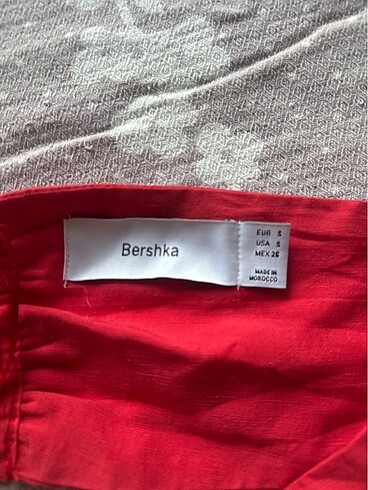 Bershka
EUR S
USA S
MEX 26
MADE IN
MOROCCO